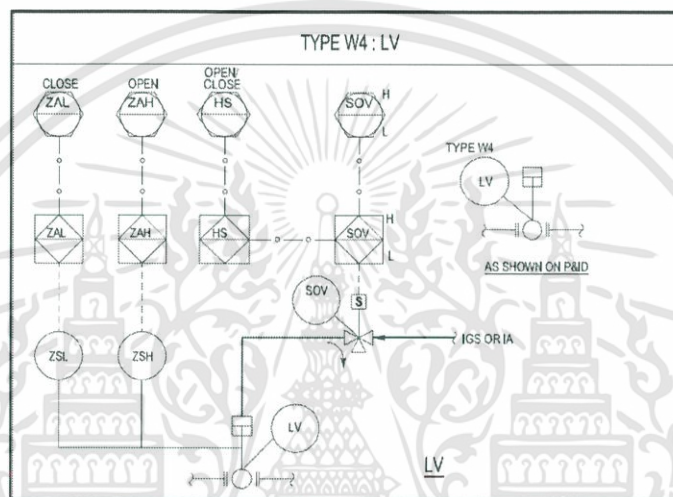 TYPE W4 : LV
CLOSE
OPEN
OPEN/
CLOSE
ZAL
ZAH
HS
SOV
H
L
TYPE W4
LV
ZAL
ZAH
HS
SOV
H
L
AS SHOWN ON P&ID
SOV
S
ZSL
ZSH
IGS OR IA
LV
LV